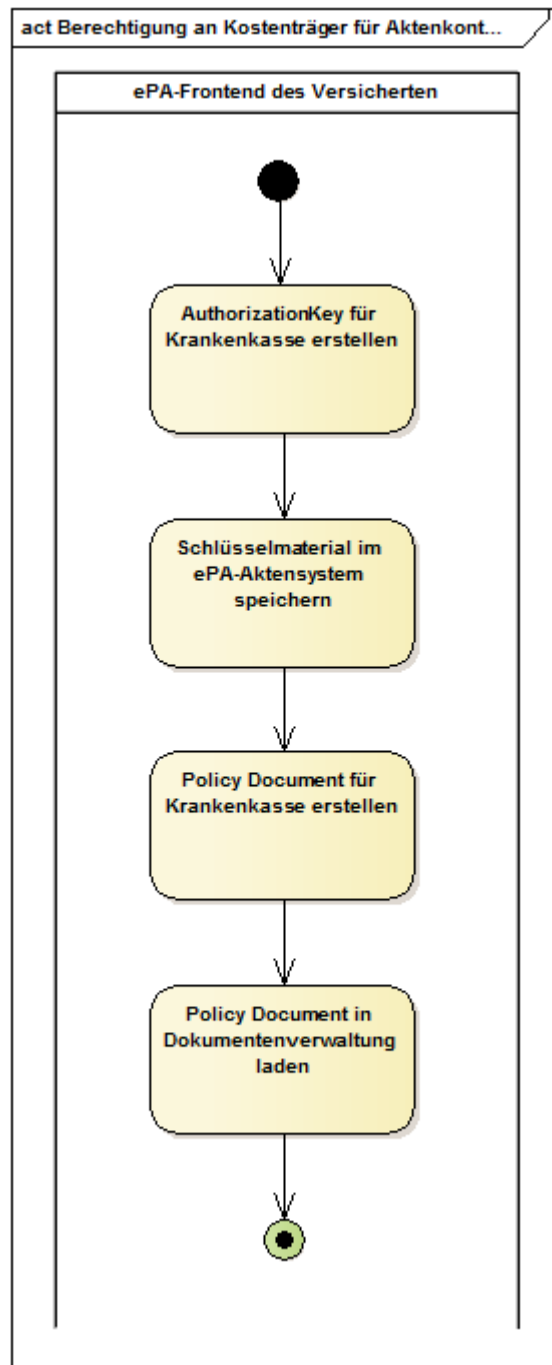 act Berechtigung an Kostenträger für Aktenkont...
ePA-Frontend des Versicherten
AuthorizationKey für
Krankenkasse erstellen
Schlüsselmaterial im
ePA-Aktensystem
speichern
Policy Document für
Krankenkasse erstellen
Policy Document in
Dokumentenverwaltung
laden